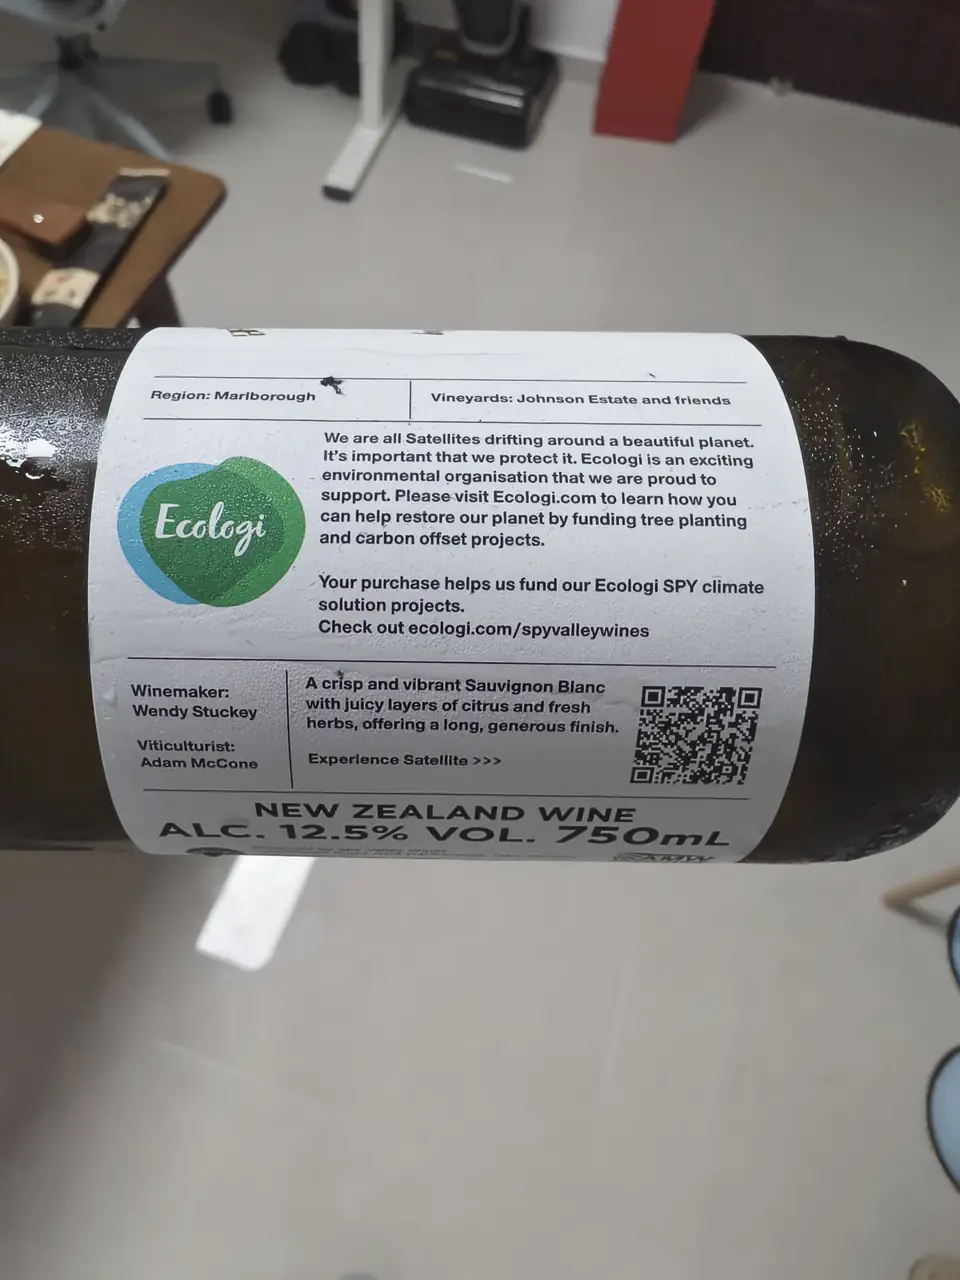 Region: Marlborough
Vineyards: Johnson Estate and friends
We are all Satellites drifting around a beautiful planet.
It's important that we protect it. Ecologi is an exciting
environmental organisation that we are proud to
support. Please visit Ecologi.com to learn how you
can help restore our planet by funding tree planting
and carbon offset projects.
Ecologi
Your purchase helps us fund our Ecologi SPY climate
solution projects.
Check out ecologi.com/spyvalleywines
Winemaker:
Wendy Stuckey
Viticulturist:
Adam McCone
A crisp and vibrant Sauvignon Blanc
with juicy layers of citrus and fresh
herbs, offering a long, generous finish.
Experience Satellite >>>
NEW ZEALAND WINE
ALC. 12.5% VOL. 750mL